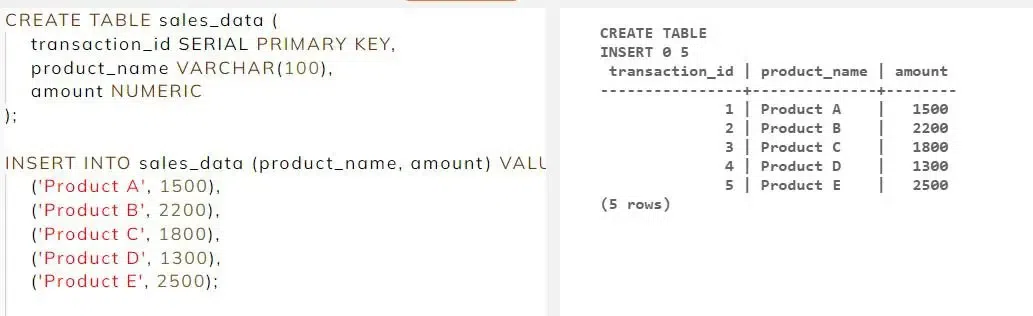 CREATE TABLE sales_data (
transaction_id SERIAL PRIMARY KEY,
product_name VARCHAR(100),
amount NUMERIC
);
INSERT INTO sales_data (product_name, amount) VALU
('Product A', 1500),
('Product B', 2200),
('Product C', 1800),
('Product D', 1300),
('Product E', 2500);
CREATE TABLE
INSERT 0 5
transaction_id | product_name | amount
----------------+--------------+--------
1 | Product A | 1500
2 | Product B | 2200
3 | Product C | 1800
4 | Product D | 1300
5 | Product E | 2500
(5 rows)